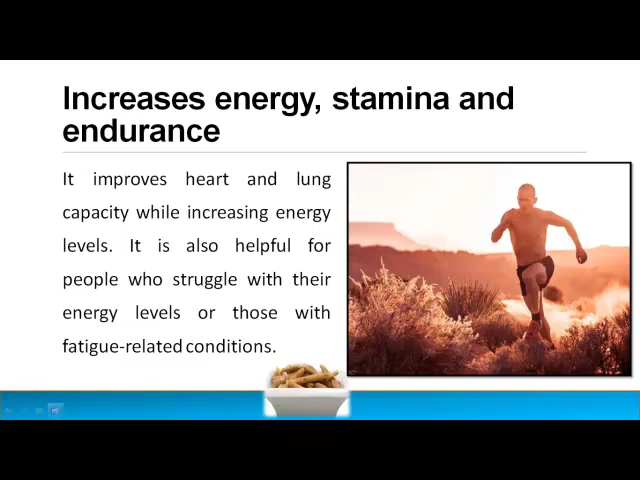 Increases energy, stamina and
endurance
It improves heart and lung
capacity while increasing energy
levels. It is also helpful for
people who struggle with their
energy levels or those with
fatigue-related conditions.